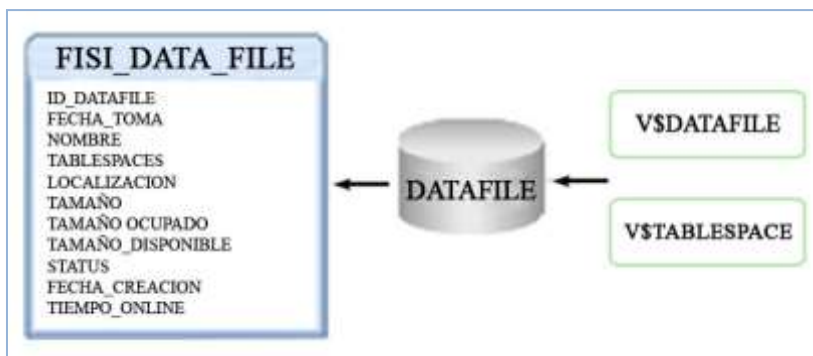 FISI_DATA_FILE
ID_DATAFILE
FECHA_TOMA
NOMBRE
TABLESPACES
LOCALIZACION
TAMAÑO
TAMAÑO OCUPADO
TAMAÑO_DISPONIBLE
STATUS
FECHA_CREACION
TIEMPO_ONLINE
DATAFILE
V$DATAFILE
V$TABLESPACE